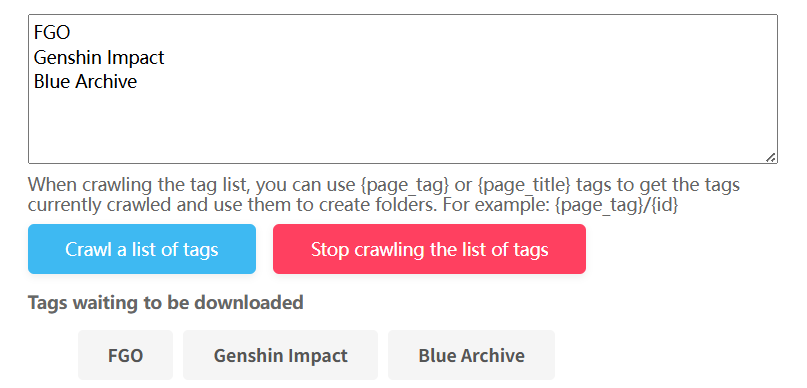 FGO
Genshin Impact
Blue Archive
When crawling the tag list, you can use {page_tag} or {page_title} tags to get the tags
currently crawled and use them to create folders. For example: {page_tag}/{id}
Crawl a list of tags
Stop crawling the list of tags
Tags waiting to be downloaded
FGO
Genshin Impact
Blue Archive